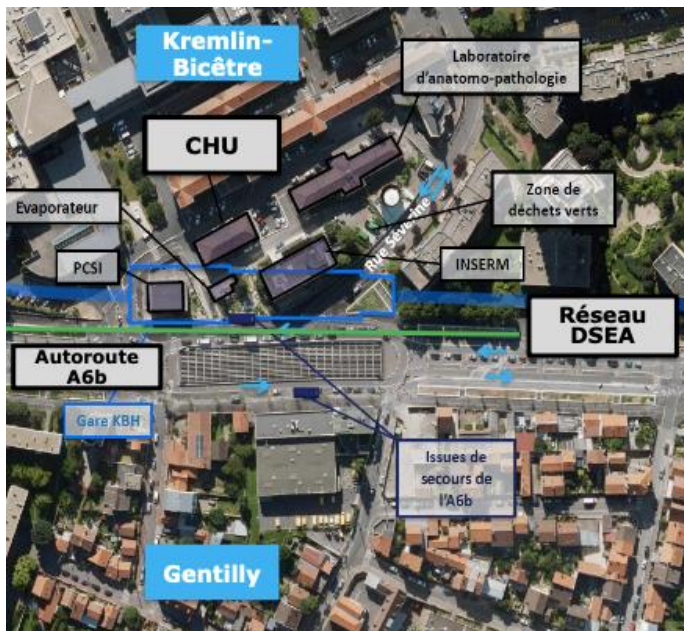 Kremlin-
Bicêtre
Laboratoire
d'anatomo-pathologie
CHU
Evaporateur
Zone de
déchets verts
Rue Séverine
PCSI
INSERM
Réseau
DSEA
Autoroute
A6b
Gare KBH
Issues de
secours de
l'A6b
Gentilly